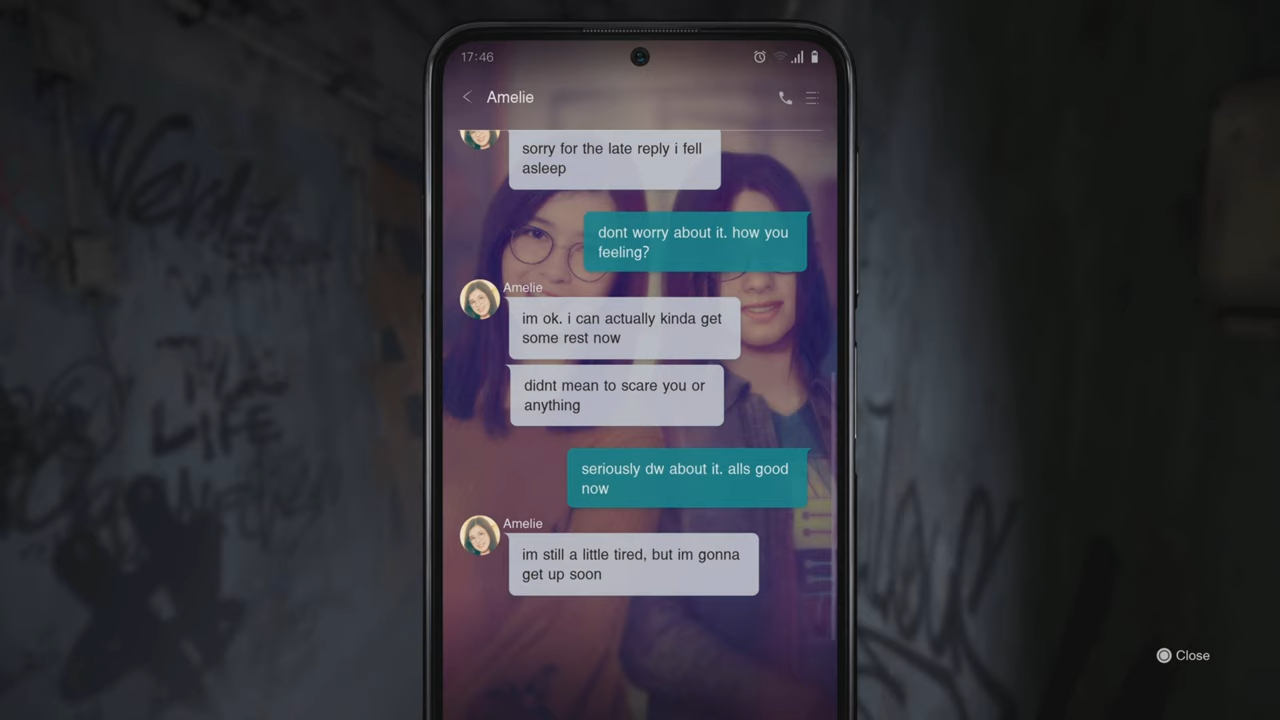 17:46
Amelie
sorry for the late reply i fell
asleep
dont worry about it. how you
feeling?
Amelie
im ok. i can actually kinda get
some rest now
didnt mean to scare you or
anything
seriously dw about it. alls good
now
Amelie
im still a little tired, but im gonna
get up soon
THE
LIFE
Close